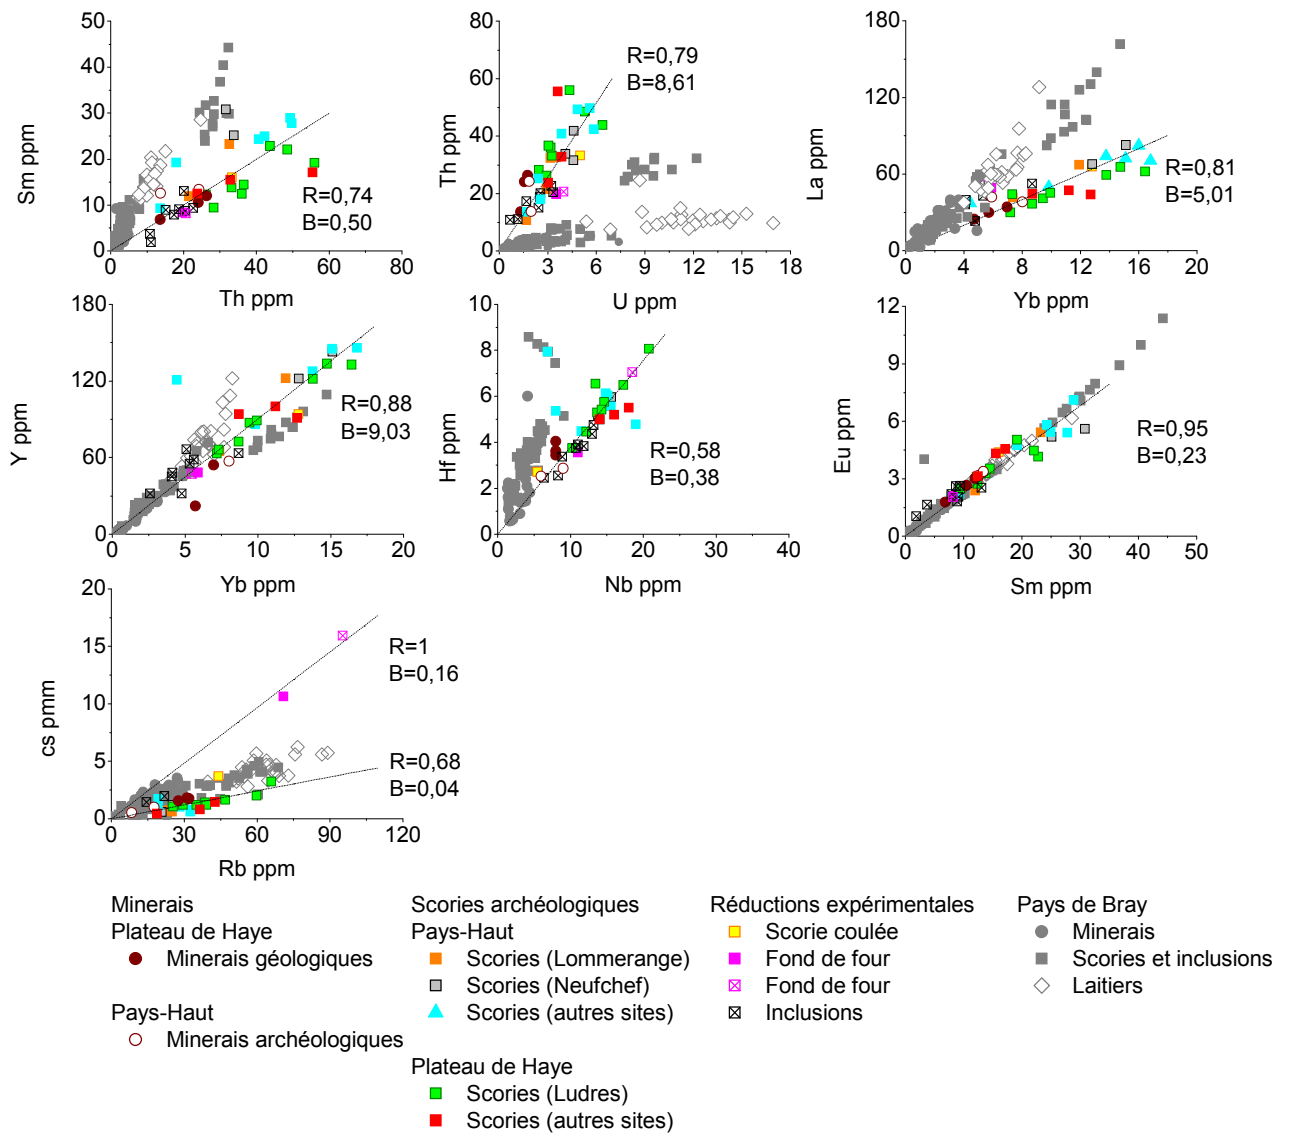 50
40
30
20
10
0
0 20 40 60 80
Sm ppm
Th ppm
R=0,74
B=0,50
80
60
40
20
0
0 3 6 9 12 15 18
Th ppm
U ppm
R=0,79
B=8,61
180
120
60
0
0 4 8 12 16 20
La ppm
Yb ppm
R=0,81
B=5,01
180
120
60
0
0 5 10 15 20
Y ppm
Yb ppm
R=0,88
B=9,03
10
8
6
4
2
0
0 10 20 30 40
Hf ppm
Nb ppm
R=0,58
B=0,38
12
9
6
3
0
0 10 20 30 40 50
Eu ppm
Sm ppm
R=0,95
B=0,23
20
15
10
5
0
0 30 60 90 120
cs pmm
Rb ppm
R=1
B=0,16
R=0,68
B=0,04
Minerais
Plateau de Haye
Minerais géologiques
Pays-Haut
Minerais archéologiques
Scories archéologiques
Pays-Haut
Scories (Lommerange)
Scories (Neufchef)
Scories (autres sites)
Plateau de Haye
Scories (Ludres)
Scories (autres sites)
Réductions expérimentales
Scorie coulée
Fond de four
Fond de four
Inclusions
Pays de Bray
Minerais
Scories et inclusions
Laitiers